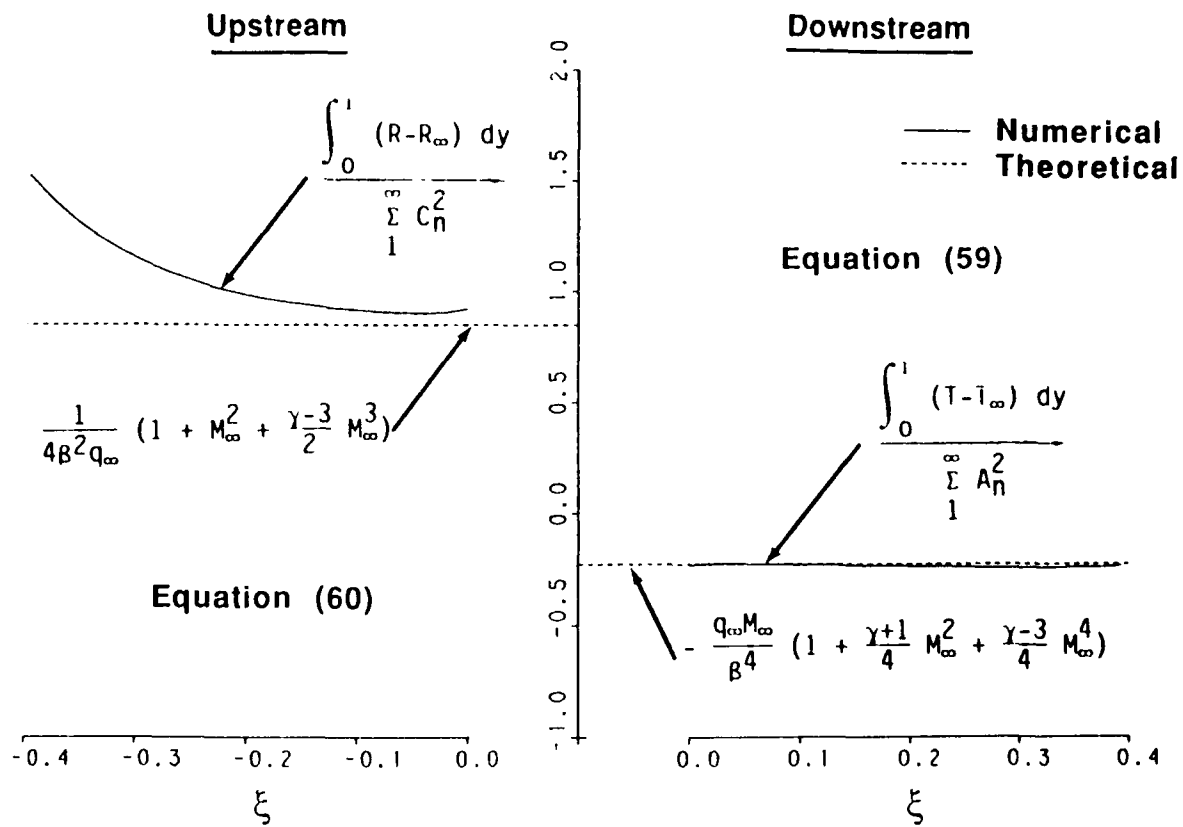 Upstream
Downstream
Numerical
Theoretical
∫₀¹ (R-R∞) dy
∞
Σ Cn²
1
Equation (59)
1/4β²q∞ (1 + M∞² + γ-3/2 M∞³)
∫₀¹ (T-T∞) dy
∞
Σ An²
1
Equation (60)
- q∞M∞/β⁴ (1 + γ+1/4 M∞² + γ-3/4 M∞⁴)
2.0
1.5
1.0
0.5
0.0
-0.5
-1.0
-0.4 -0.3 -0.2 -0.1 0.0
0.0 0.1 0.2 0.3 0.4
ξ
ξ